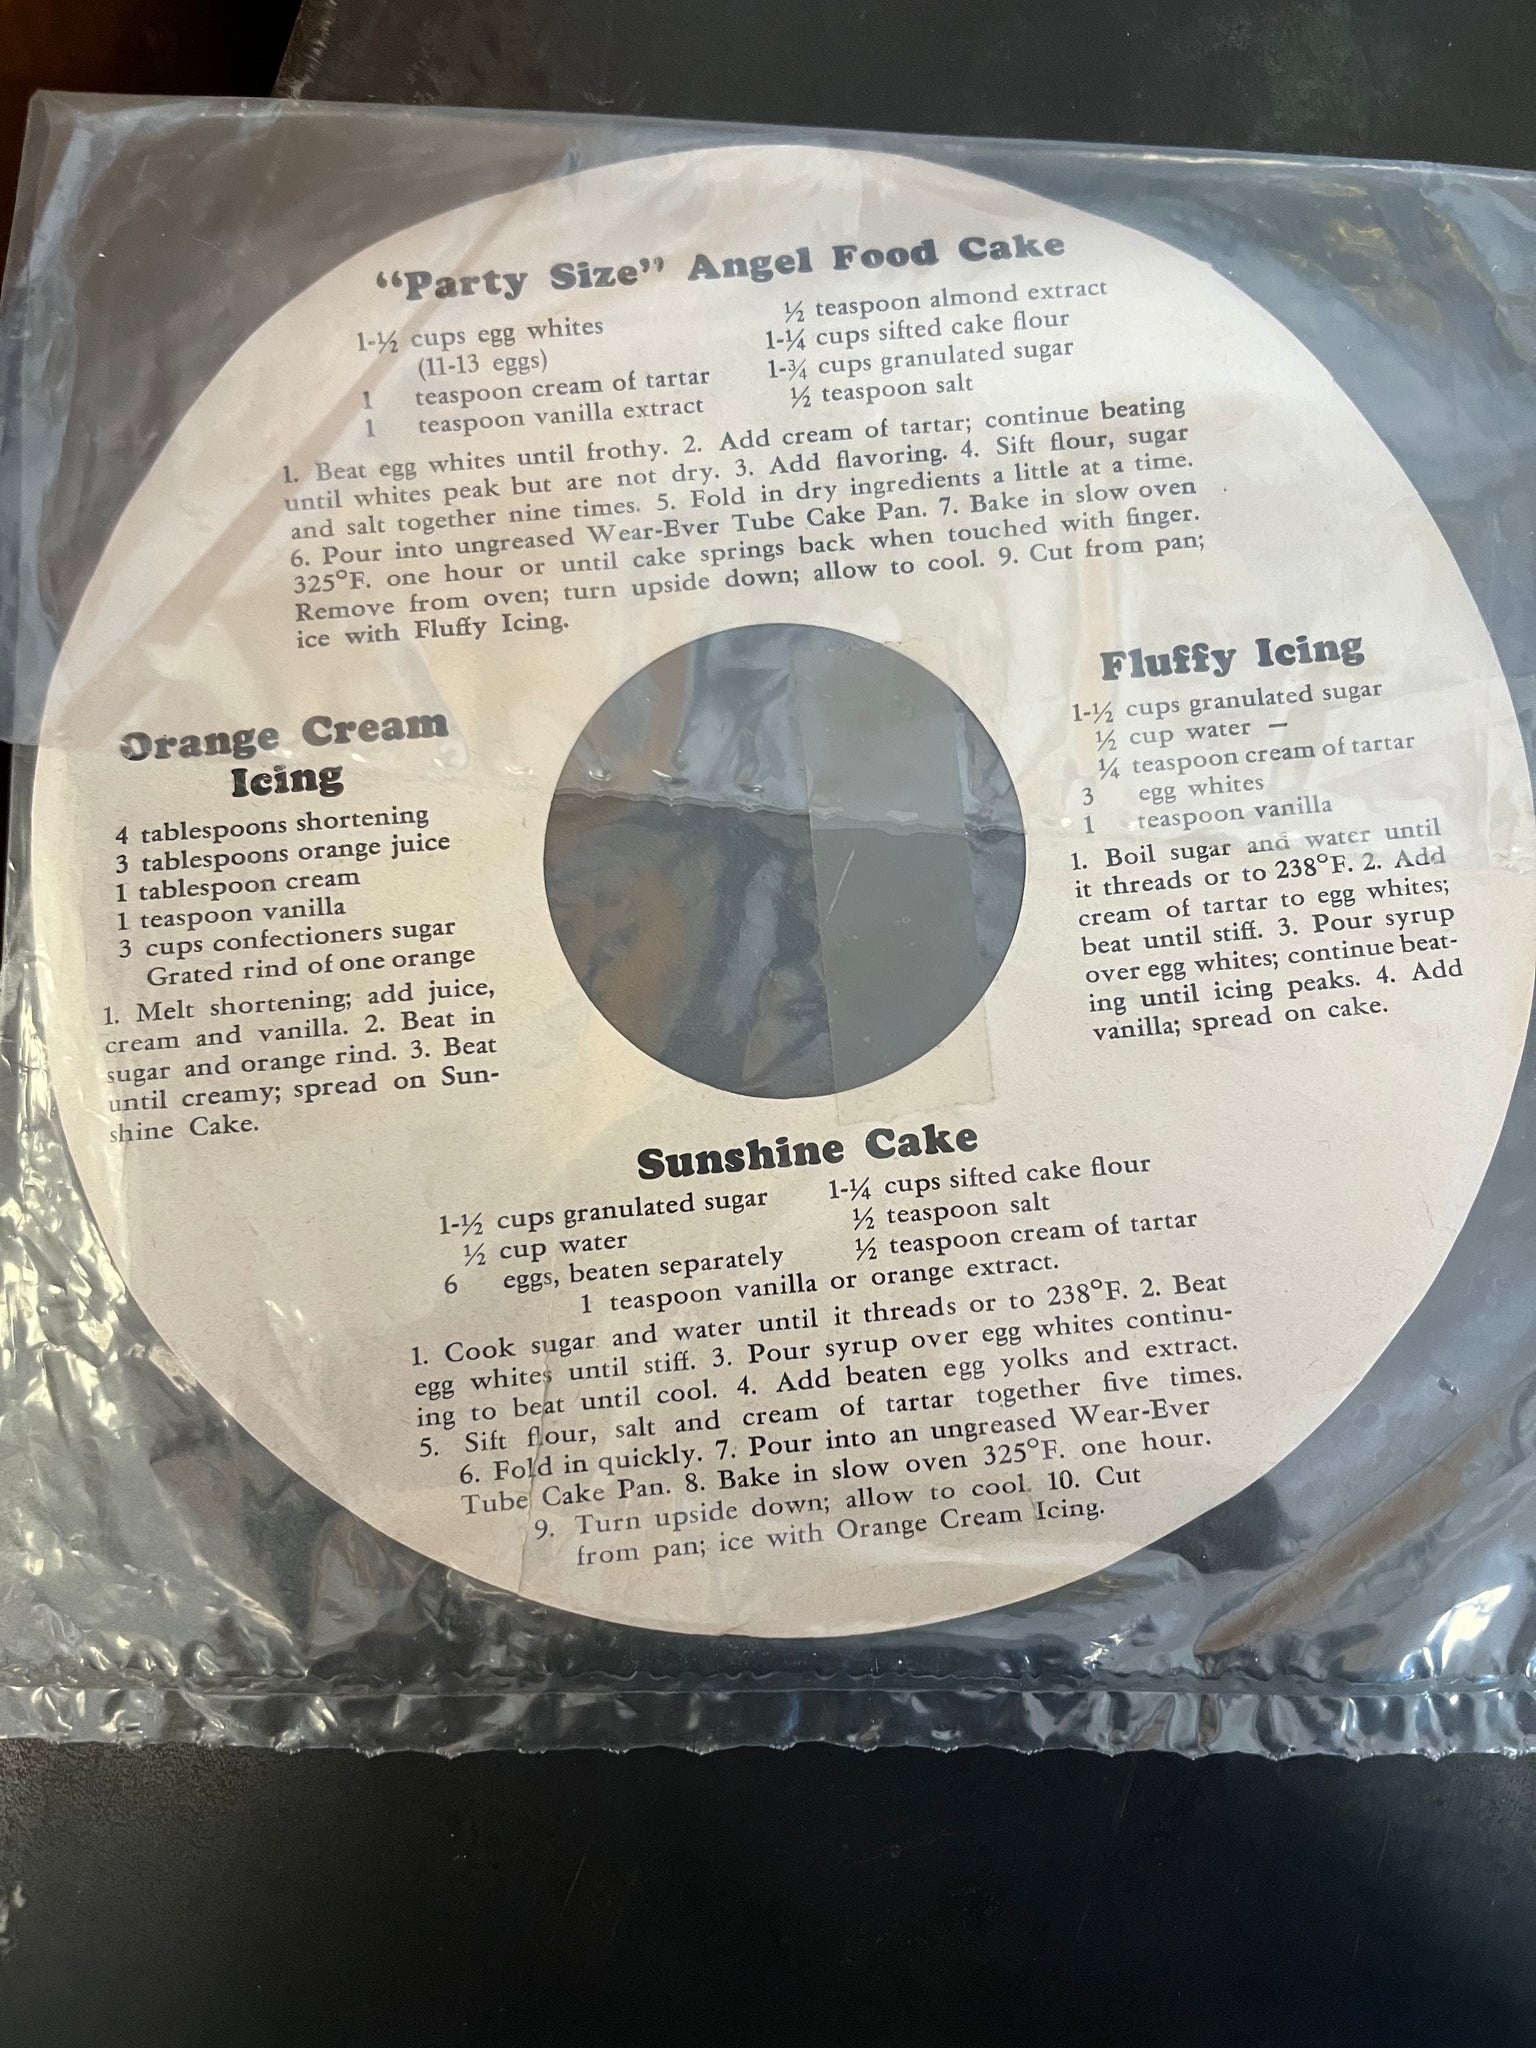 “Party Size” Angel Food Cake
1-½ cups egg whites
(11-13 eggs)
1 teaspoon cream of tartar
1 teaspoon vanilla extract
½ teaspoon almond extract
1-¼ cups sifted cake flour
1-¾ cups granulated sugar
½ teaspoon salt
1. Beat egg whites until frothy. 2. Add cream of tartar; continue beating
until whites peak but are not dry. 3. Add flavoring. 4. Sift flour, sugar
and salt together nine times. 5. Fold in dry ingredients a little at a time.
6. Pour into ungreased Wear-Ever Tube Cake Pan. 7. Bake in slow oven
325°F. one hour or until cake springs back when touched with finger.
Remove from oven; turn upside down; allow to cool. 9. Cut from pan;
ice with Fluffy Icing.
Orange Cream
Icing
4 tablespoons shortening
3 tablespoons orange juice
1 tablespoon cream
1 teaspoon vanilla
3 cups confectioners sugar
Grated rind of one orange
1. Melt shortening; add juice,
cream and vanilla. 2. Beat in
sugar and orange rind. 3. Beat
until creamy; spread on Sun-
shine Cake.
Fluffy Icing
1-½ cups granulated sugar
½ cup water —
¼ teaspoon cream of tartar
3 egg whites
1 teaspoon vanilla
1. Boil sugar and water until
it threads or to 238°F. 2. Add
cream of tartar to egg whites;
beat until stiff. 3. Pour syrup
over egg whites; continue beat-
ing until icing peaks. 4. Add
vanilla; spread on cake.
Sunshine Cake
1-½ cups granulated sugar
½ cup water
6 eggs, beaten separately
1-¼ cups sifted cake flour
½ teaspoon salt
½ teaspoon cream of tartar
1 teaspoon vanilla or orange extract.
1. Cook sugar and water until it threads or to 238°F. 2. Beat
egg whites until stiff. 3. Pour syrup over egg whites continu-
ing to beat until cool. 4. Add beaten egg yolks and extract.
5. Sift flour, salt and cream of tartar together five times.
6. Fold in quickly. 7. Pour into an ungreased Wear-Ever
Tube Cake Pan. 8. Bake in slow oven 325°F. one hour.
9. Turn upside down; allow to cool. 10. Cut
from pan; ice with Orange Cream Icing.